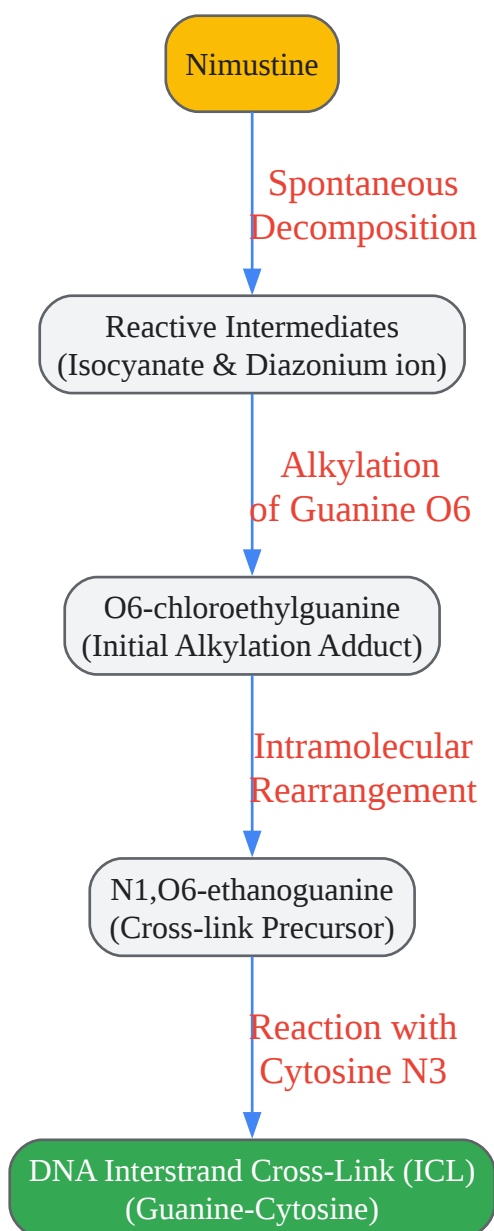 Nimustine
Spontaneous
Decomposition
Reactive Intermediates
(Isocyanate & Diazonium ion)
Alkylation
of Guanine O6
O6-chloroethylguanine
(Initial Alkylation Adduct)
Intramolecular
Rearrangement
N1,O6-ethanoguanine
(Cross-link Precursor)
Reaction with
Cytosine N3
DNA Interstrand Cross-Link (ICL)
(Guanine-Cytosine)